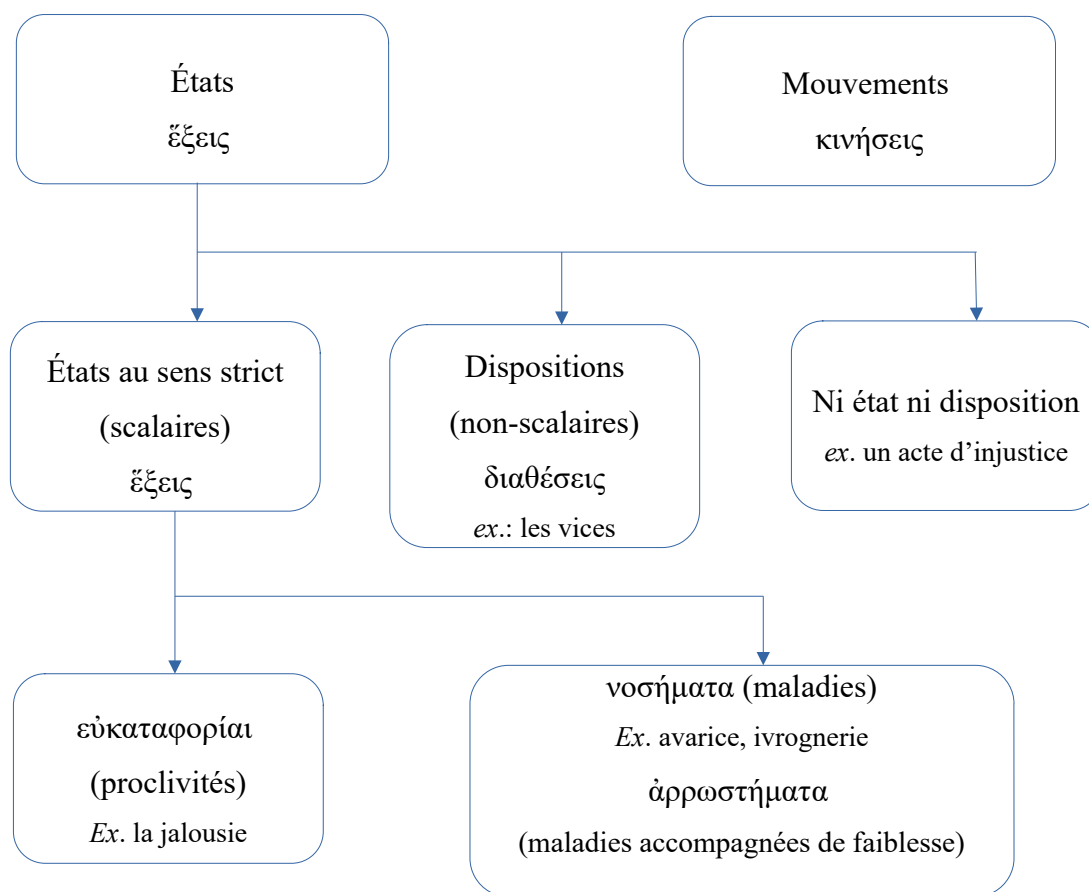 États
ἕξεις
Mouvements
κινήσεις
États au sens strict
(scalaires)
ἕξεις
Dispositions
(non-scalaires)
διαθέσεις
ex.: les vices
Ni état ni disposition
ex. un acte d’injustice
εὐκαταφορίαι
(proclivités)
Ex. la jalousie
νοσήματα (maladies)
Ex. avarice, ivrognerie
ἀρρωστήματα
(maladies accompagnées de faiblesse)